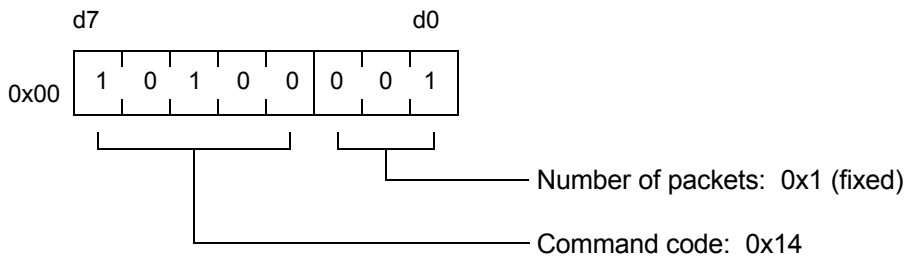 d7 d0
0x00 1 0 1 0 0 0 0 1
Number of packets: 0x1 (fixed)
Command code: 0x14